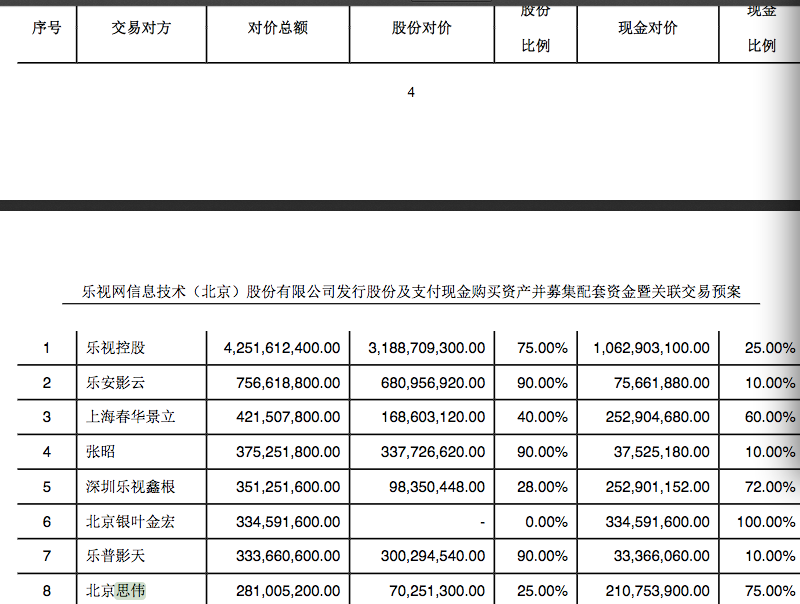 序号 交易对方 对价总额 股份对价 股份比例 现金对价 现金比例
4
乐视网信息技术（北京）股份有限公司发行股份及支付现金购买资产并募集配套资金暨关联交易预案
1 乐视控股 4,251,612,400.00 3,188,709,300.00 75.00% 1,062,903,100.00 25.00%
2 乐安影云 756,618,800.00 680,956,920.00 90.00% 75,661,880.00 10.00%
3 上海春华景立 421,507,800.00 168,603,120.00 40.00% 252,904,680.00 60.00%
4 张昭 375,251,800.00 337,726,620.00 90.00% 37,525,180.00 10.00%
5 深圳乐视鑫根 351,251,600.00 98,350,448.00 28.00% 252,901,152.00 72.00%
6 北京银叶金宏 334,591,600.00 - 0.00% 334,591,600.00 100.00%
7 乐普影天 333,660,600.00 300,294,540.00 90.00% 33,366,060.00 10.00%
8 北京思伟 281,005,200.00 70,251,300.00 25.00% 210,753,900.00 75.00%